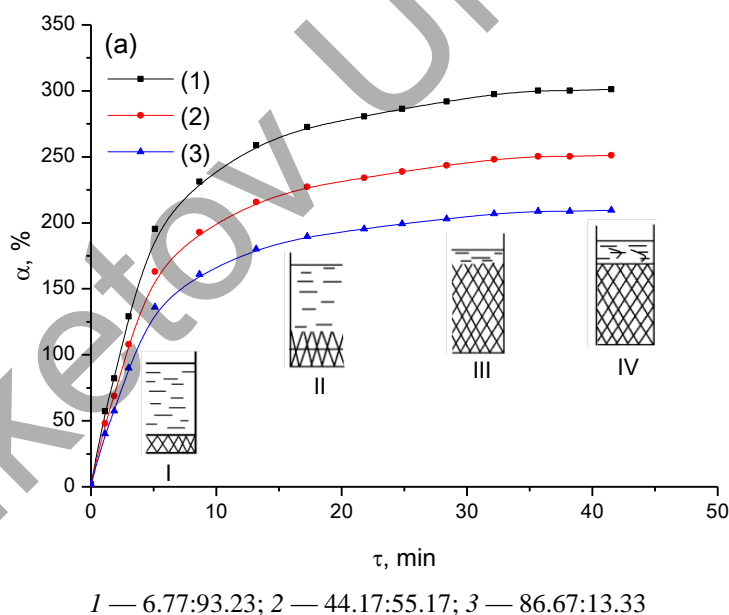 350
(a)
(1)
300
(2)
(3)
250
200
α, %
150
II
III
IV
100
50
I
0
0 10 20 30 40 50
τ, min
1 — 6.77:93.23; 2 — 44.17:55.17; 3 — 86.67:13.33
ketov U